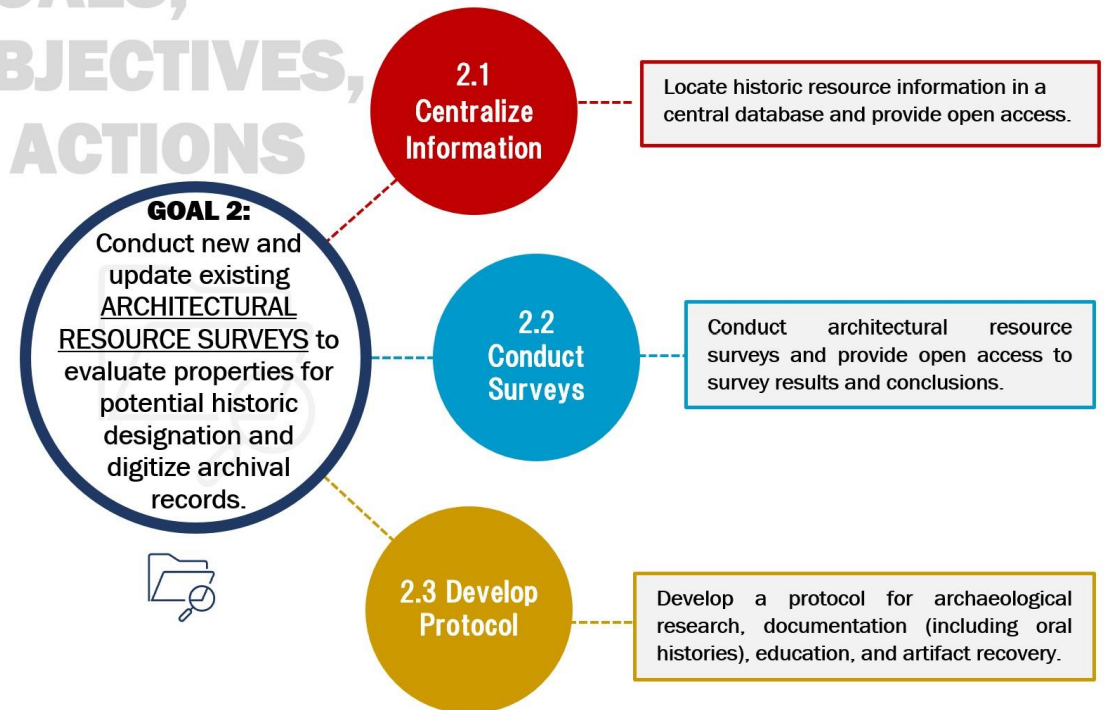 OALS,
BJECTIVES,
ACTIONS
GOAL 2:
Conduct new and
update existing
ARCHITECTURAL
RESOURCE SURVEYS to
evaluate properties for
potential historic
designation and
digitize archival
records.
2.1
Centralize
Information
Locate historic resource information in a
central database and provide open access.
2.2
Conduct
Surveys
Conduct architectural resource
surveys and provide open access to
survey results and conclusions.
2.3 Develop
Protocol
Develop a protocol for archaeological
research, documentation (including oral
histories), education, and artifact recovery.